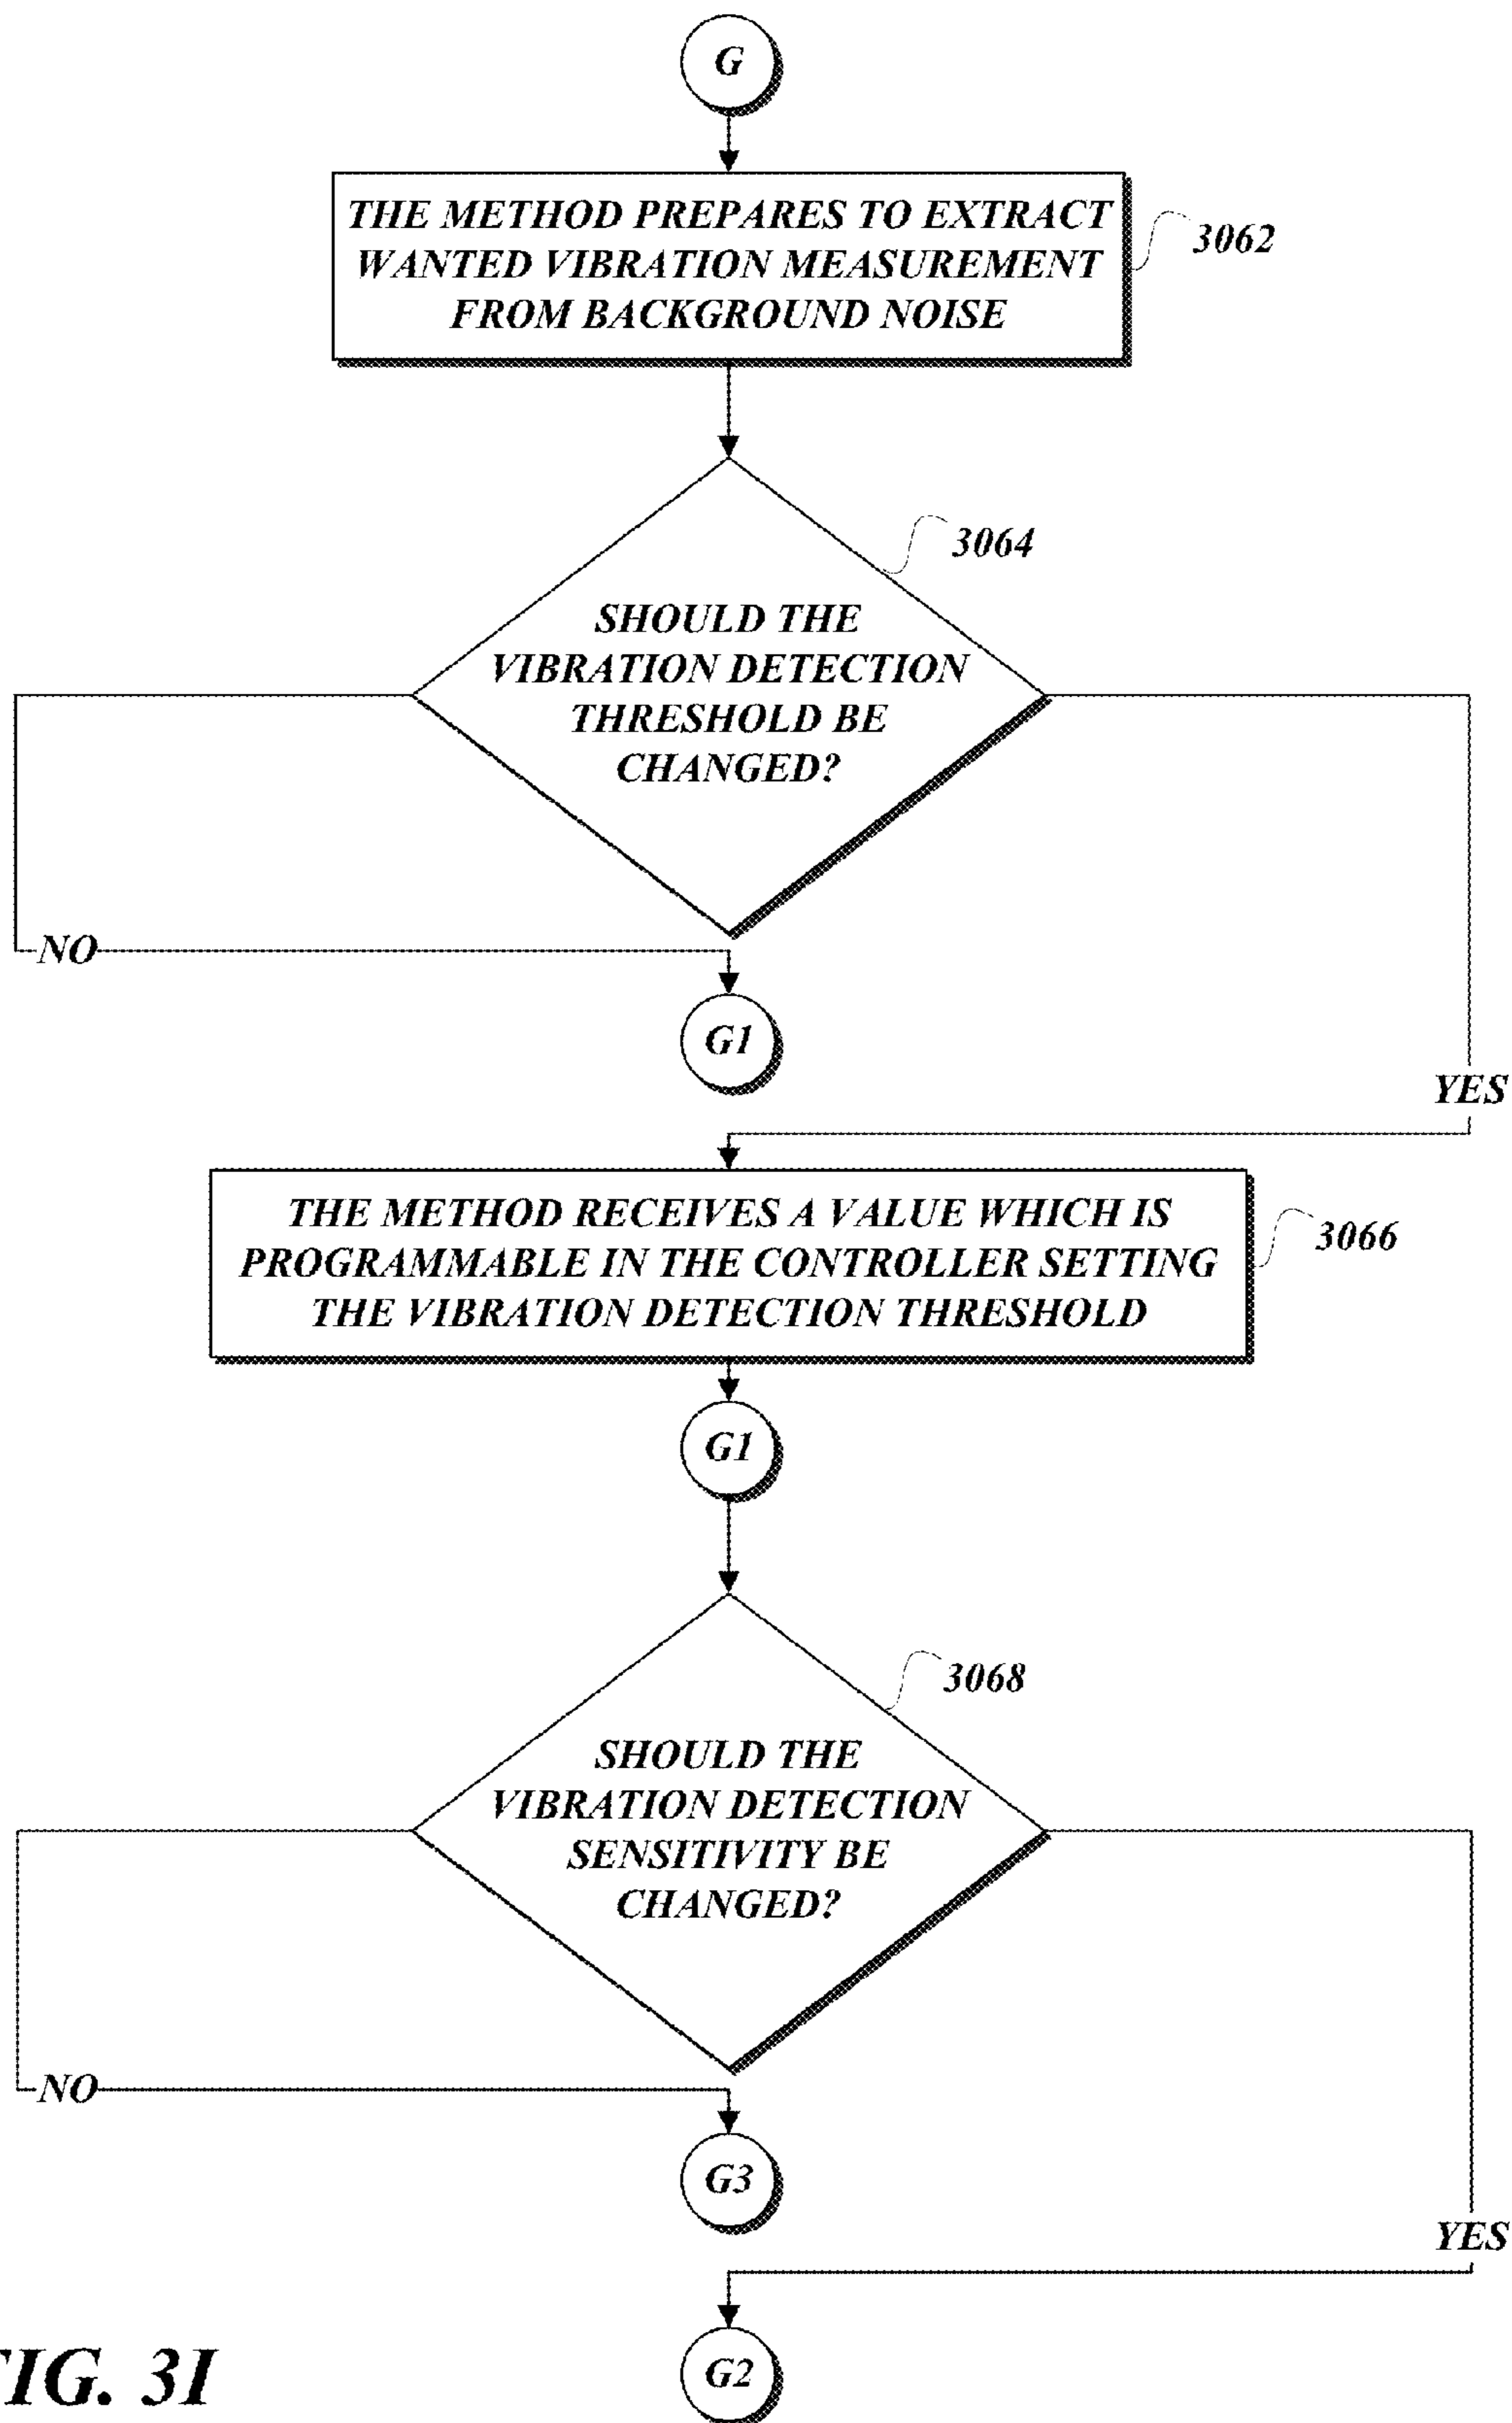 G
THE METHOD PREPARES TO EXTRACT
WANTED VIBRATION MEASUREMENT
FROM BACKGROUND NOISE
3062
3064
SHOULD THE
VIBRATION DETECTION
THRESHOLD BE
CHANGED?
NO
G1
YES
THE METHOD RECEIVES A VALUE WHICH IS
PROGRAMMABLE IN THE CONTROLLER SETTING
THE VIBRATION DETECTION THRESHOLD
3066
G1
3068
SHOULD THE
VIBRATION DETECTION
SENSITIVITY BE
CHANGED?
NO
G3
YES
G2
FIG. 3I